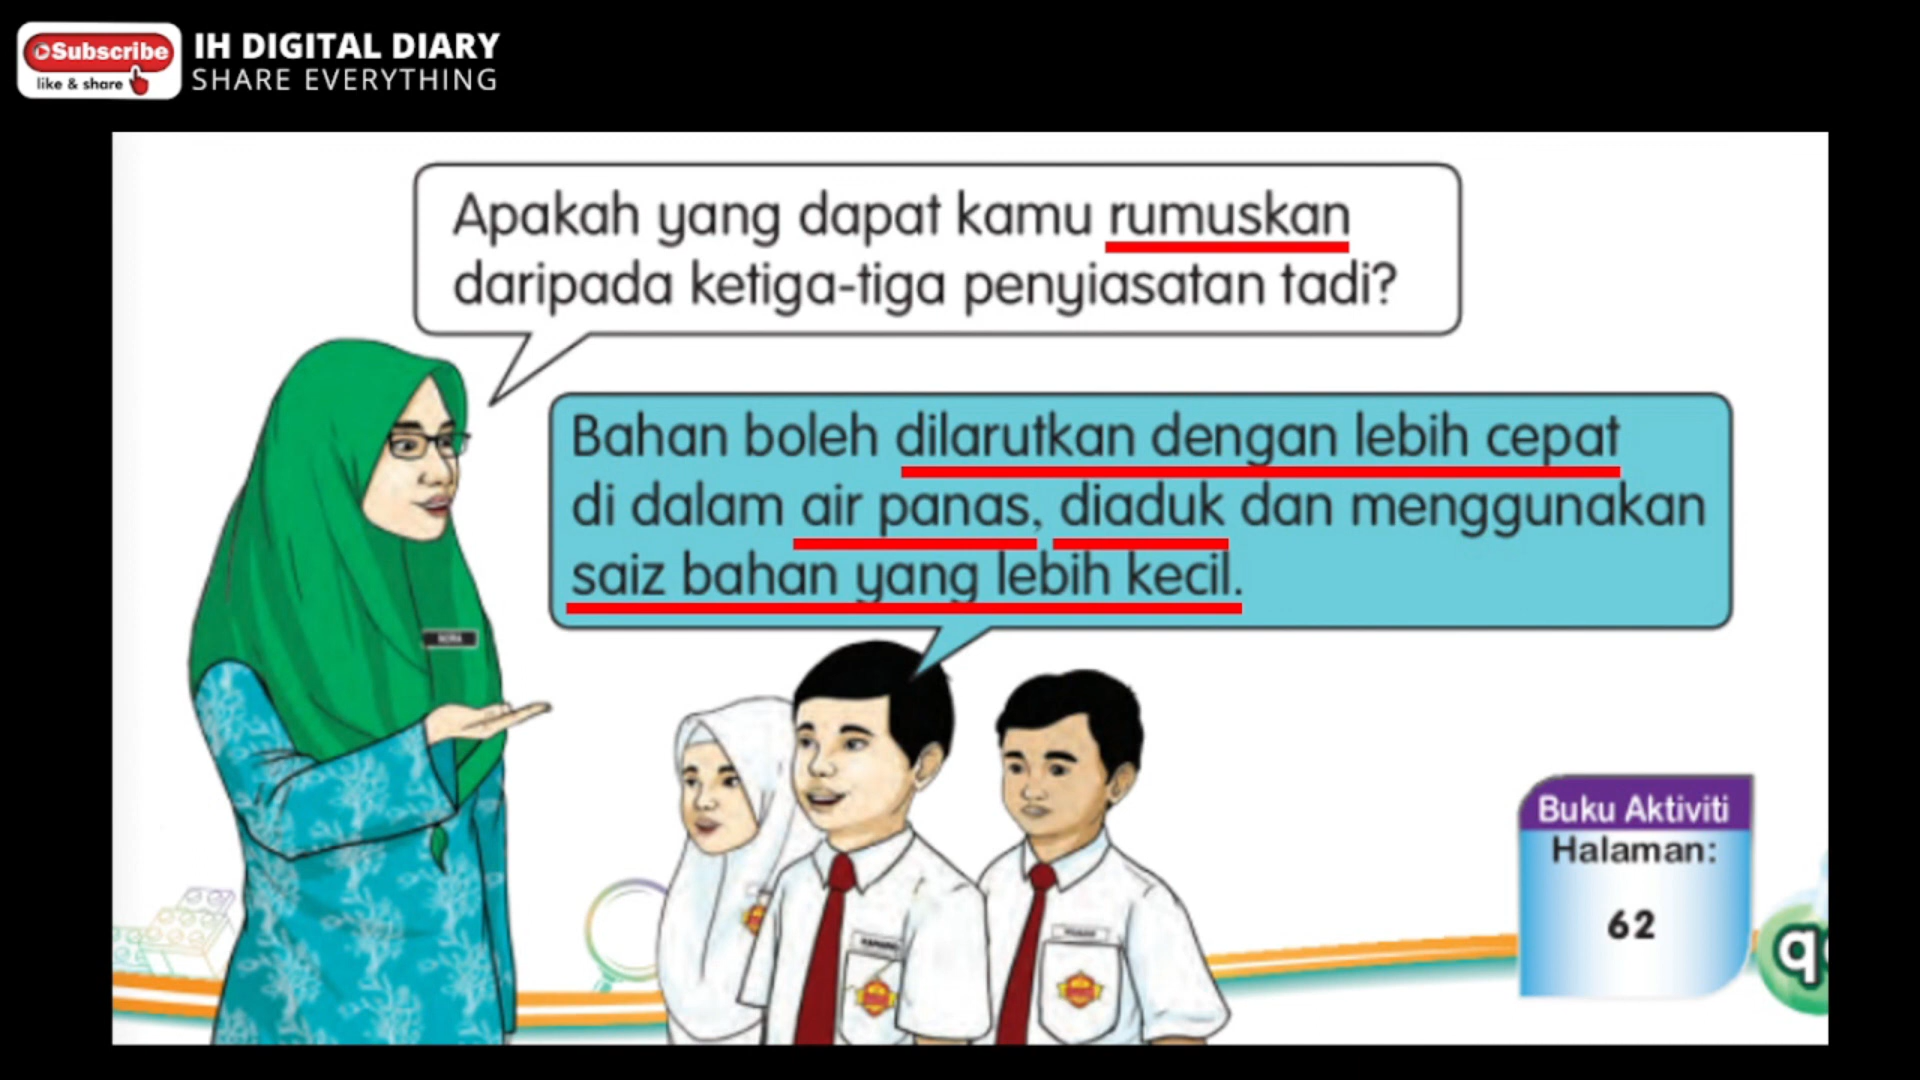 Subscribe
like & share
IH DIGITAL DIARY
SHARE EVERYTHING
Apakah yang dapat kamu rumuskan
daripada ketiga-tiga penyiasatan tadi?
Bahan boleh dilarutkan dengan lebih cepat
di dalam air panas, diaduk dan menggunakan
saiz bahan yang lebih kecil.
Buku Aktiviti
Halaman:
62